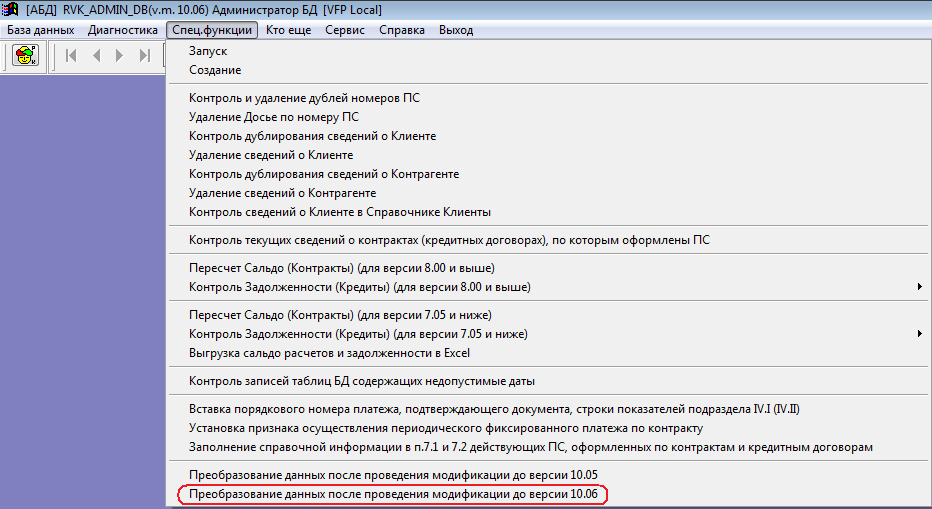 [АБД] RVK_ADMIN_DB(v.m. 10.06) Администратор БД [VFP Local]
База данных Диагностика Спец.функции Кто еще Сервис Справка Выход
Запуск
Создание
Контроль и удаление дублей номеров ПС
Удаление Досье по номеру ПС
Контроль дублирования сведений о Клиенте
Удаление сведений о Клиенте
Контроль дублирования сведений о Контрагенте
Удаление сведений о Контрагенте
Контроль сведений о Клиенте в Справочнике Клиенты
Контроль текущих сведений о контрактах (кредитных договорах), по которым оформлены ПС
Пересчет Сальдо (Контракты) (для версии 8.00 и выше)
Контроль Задолженности (Кредиты) (для версии 8.00 и выше)
Пересчет Сальдо (Контракты) (для версии 7.05 и ниже)
Контроль Задолженности (Кредиты) (для версии 7.05 и ниже)
Выгрузка сальдо расчетов и задолженности в Excel
Контроль записей таблиц БД содержащих недопустимые даты
Вставка порядкового номера платежа, подтверждающего документа, строки показателей подраздела IV.I (IV.II)
Установка признака осуществления периодического фиксированного платежа по контракту
Заполнение справочной информации в п.7.1 и 7.2 действующих ПС, оформленных по контрактам и кредитным договорам
Преобразование данных после проведения модификации до версии 10.05
Преобразование данных после проведения модификации до версии 10.06